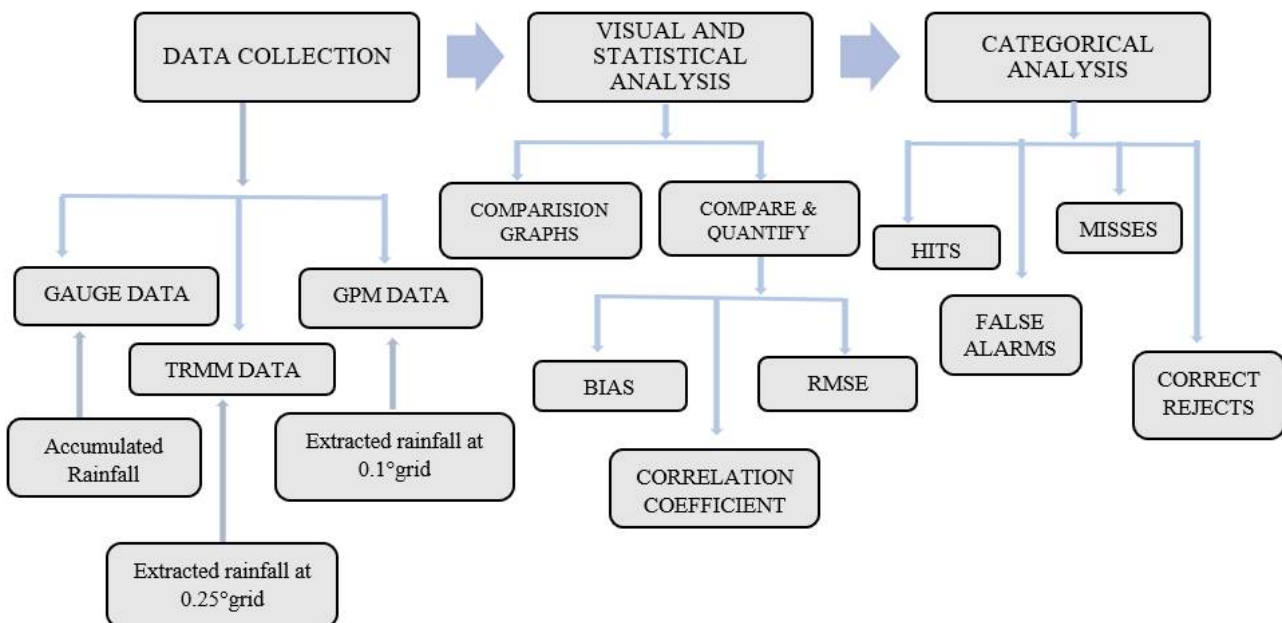 DATA COLLECTION
VISUAL AND
STATISTICAL
ANALYSIS
CATEGORICAL
ANALYSIS
COMPARISION
GRAPHS
COMPARE &
QUANTIFY
HITS
MISSES
GAUGE DATA
GPM DATA
FALSE
ALARMS
TRMM DATA
BIAS
RMSE
CORRECT
REJECTS
Accumulated
Rainfall
Extracted rainfall at
0.1°grid
CORRELATION
COEFFICIENT
Extracted rainfall at
0.25°grid